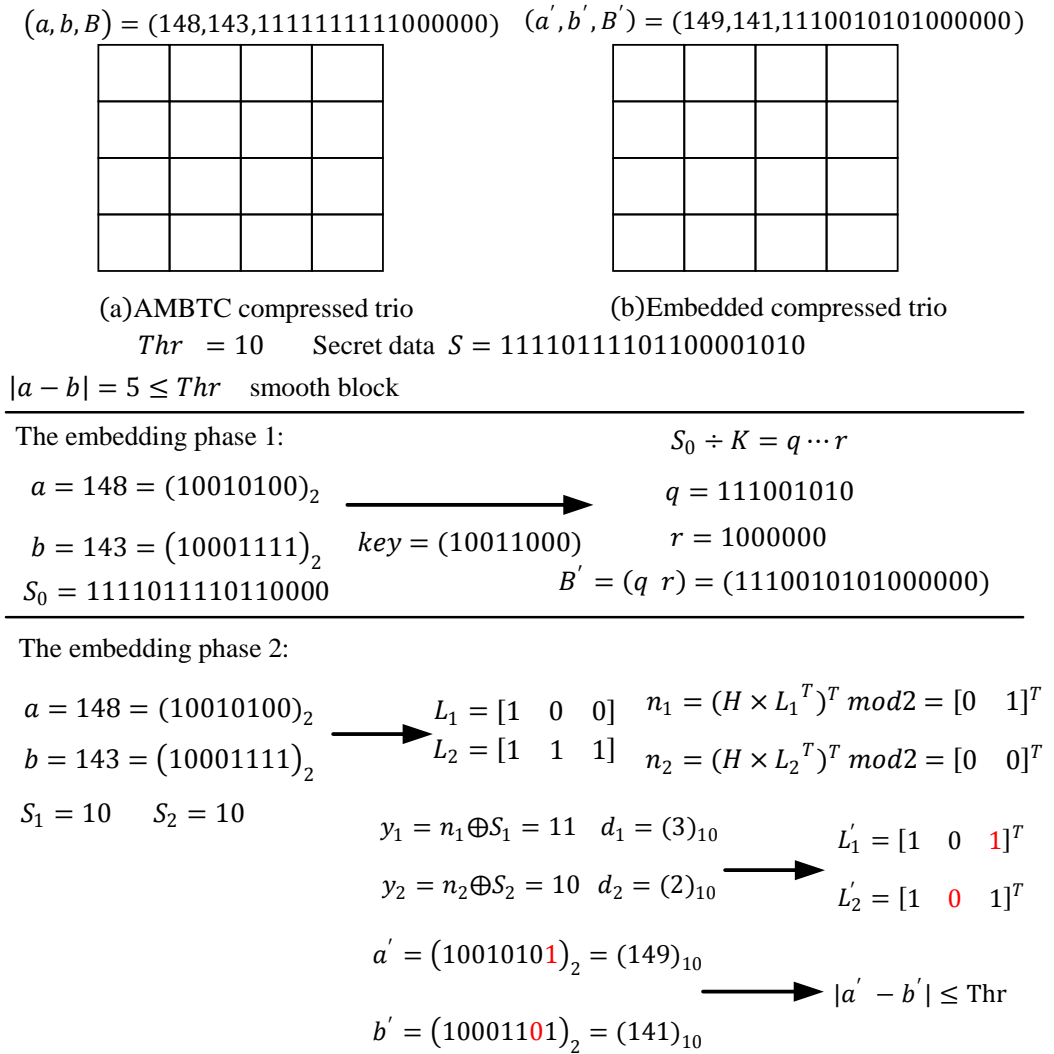 (a, b, B) = (148,143,1111111111000000) (a′, b′, B′) = (149,141,1110010101000000)
(a)AMBTC compressed trio (b)Embedded compressed trio
Thr = 10 Secret data S = 11110111101100001010
|a − b| = 5 ≤ Thr smooth block
The embedding phase 1:
S₀ ÷ K = q ⋯ r
a = 148 = (10010100)₂
q = 111001010
b = 143 = (10001111)₂
key = (10011000)
r = 1000000
S₀ = 1111011110110000
B′ = (q r) = (1110010101000000)
The embedding phase 2:
a = 148 = (10010100)₂
b = 143 = (10001111)₂
L₁ = [1 0 0]
L₂ = [1 1 1]
n₁ = (H × L₁ᵀ)ᵀ mod2 = [0 1]ᵀ
n₂ = (H × L₂ᵀ)ᵀ mod2 = [0 0]ᵀ
S₁ = 10 S₂ = 10
y₁ = n₁⊕S₁ = 11 d₁ = (3)₁₀
y₂ = n₂⊕S₂ = 10 d₂ = (2)₁₀
L′₁ = [1 0 1]ᵀ
L′₂ = [1 0 1]ᵀ
a′ = (10010101)₂ = (149)₁₀
b′ = (10001101)₂ = (141)₁₀
|a′ − b′| ≤ Thr